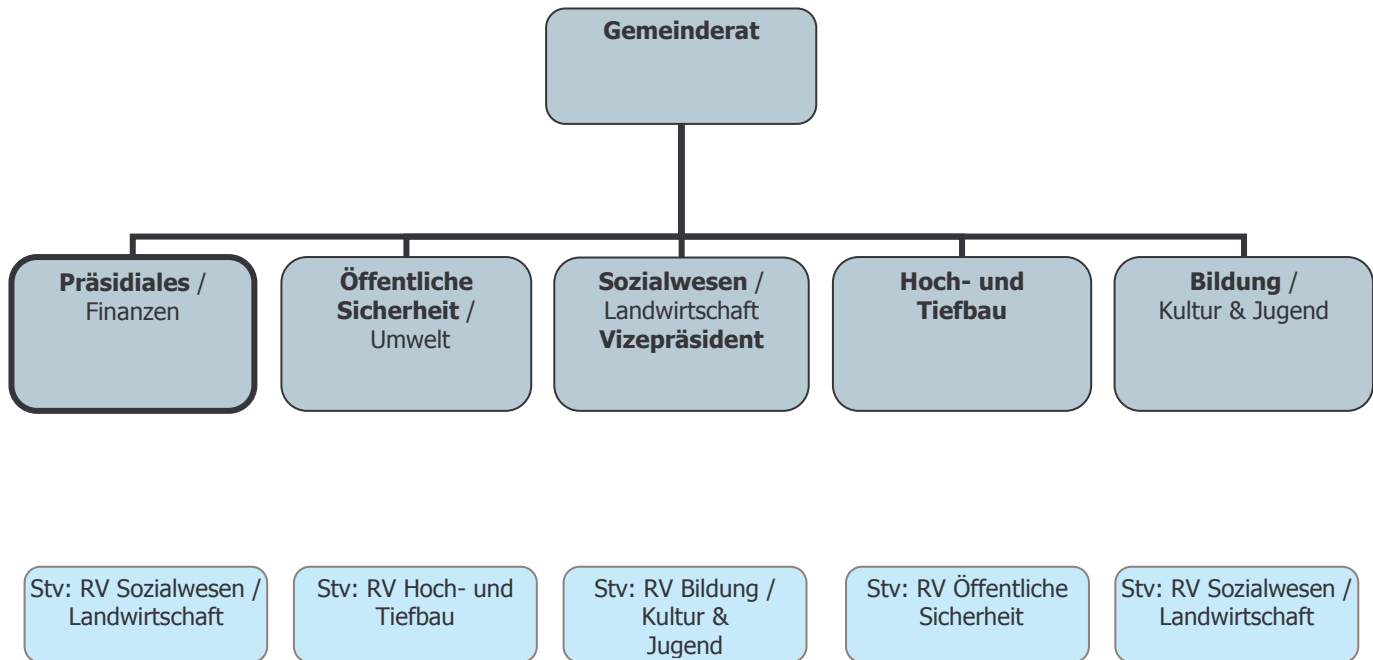 Gemeinderat
Präsidiales /
Finanzen
Öffentliche
Sicherheit /
Umwelt
Sozialwesen /
Landwirtschaft
Vizepräsident
Hoch- und
Tiefbau
Bildung /
Kultur & Jugend
Stv: RV Sozialwesen /
Landwirtschaft
Stv: RV Hoch- und
Tiefbau
Stv: RV Bildung /
Kultur &
Jugend
Stv: RV Öffentliche
Sicherheit
Stv: RV Sozialwesen /
Landwirtschaft